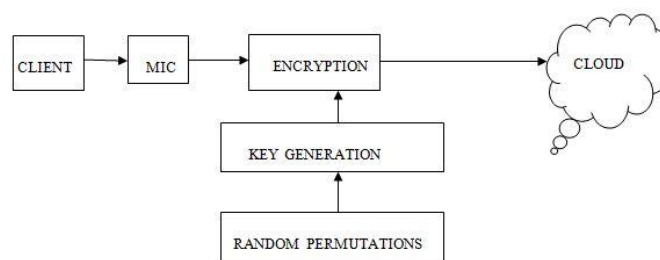 CLIENT
MIC
ENCRYPTION
CLOUD
KEY GENERATION
RANDOM PERMUTATIONS